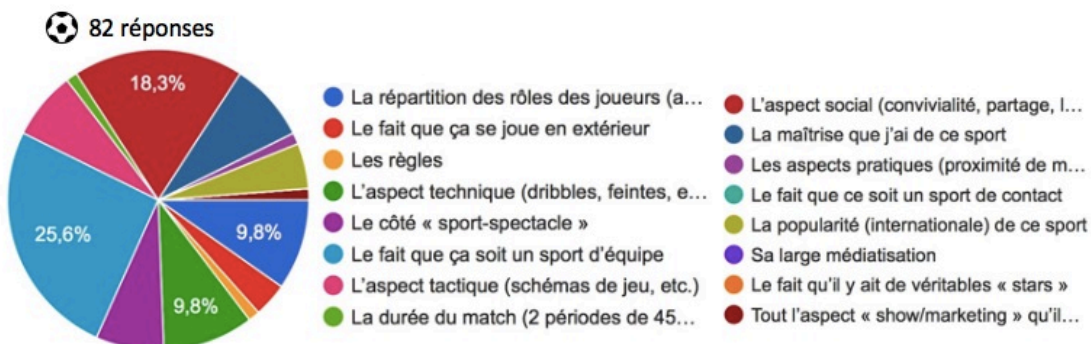 82 réponses
18,3%
25,6%
9,8%
9,8%
La répartition des rôles des joueurs (a...
Le fait que ça se joue en extérieur
Les règles
L'aspect technique (dribbles, feintes, e...
Le côté « sport-spectacle »
Le fait que ça soit un sport d'équipe
L'aspect tactique (schémas de jeu, etc.)
La durée du match (2 périodes de 45...
L'aspect social (convivialité, partage, l...
La maîtrise que j'ai de ce sport
Les aspects pratiques (proximité de m...
Le fait que ce soit un sport de contact
La popularité (internationale) de ce sport
Sa large médiatisation
Le fait qu'il y ait de véritables « stars »
Tout l'aspect « show/marketing » qu'il...